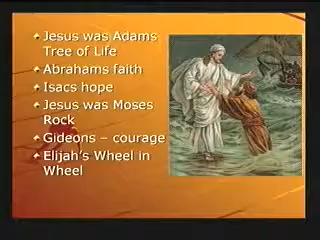 Jesus was Adams
Tree of Life
Abrahams faith
Isacs hope
Jesus was Moses
Rock
Gideons – courage
Elijah's Wheel in
Wheel